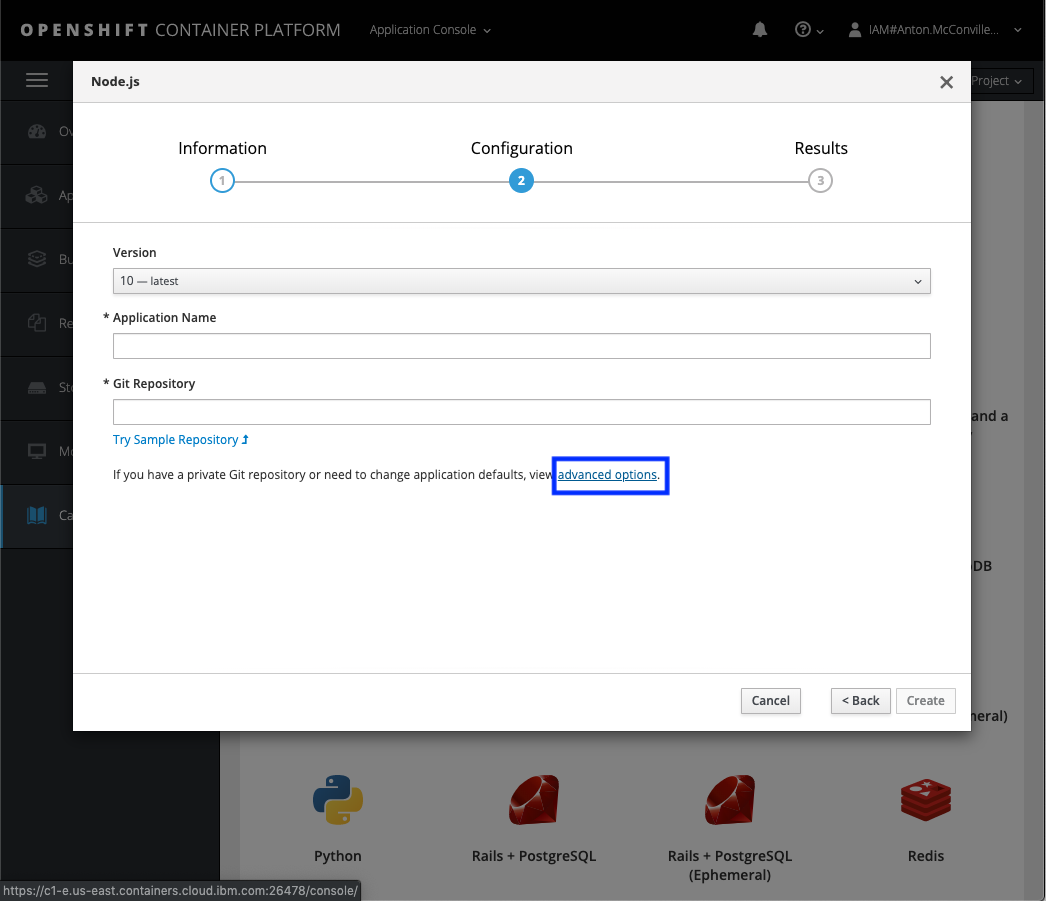 OPENSHIFT CONTAINER PLATFORM Application Console IAM#Anton.McConville...
Project
Node.js
Information Configuration Results
1 2 3
Ov
Ap
Bu
Re
Sto
Mo
Ca
Version
10 — latest
* Application Name
* Git Repository
Try Sample Repository
If you have a private Git repository or need to change application defaults, view advanced options.
and a
DB
neral)
Cancel < Back Create
Python Rails + PostgreSQL Rails + PostgreSQL (Ephemeral) Redis
https://c1-e.us-east.containers.cloud.ibm.com:26478/console/